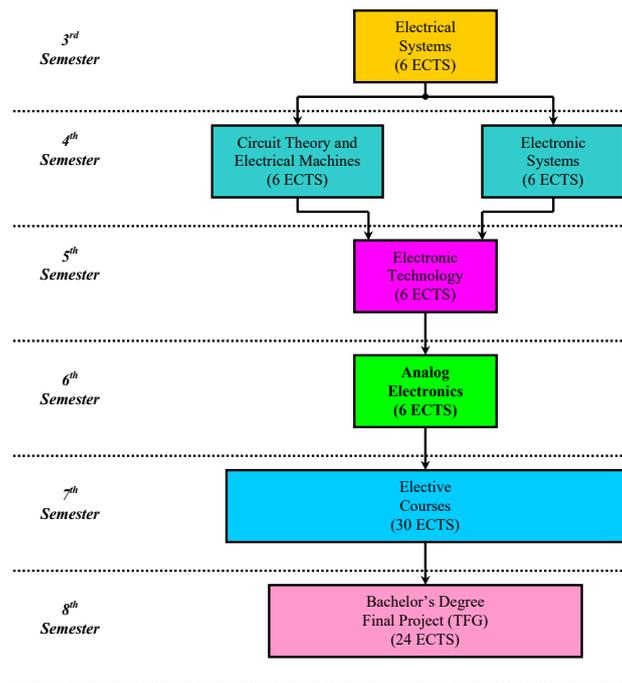 3rd
Semester
Electrical
Systems
(6 ECTS)
4th
Semester
Circuit Theory and
Electrical Machines
(6 ECTS)
Electronic
Systems
(6 ECTS)
5th
Semester
Electronic
Technology
(6 ECTS)
6th
Semester
Analog
Electronics
(6 ECTS)
7th
Semester
Elective
Courses
(30 ECTS)
8th
Semester
Bachelor's Degree
Final Project (TFG)
(24 ECTS)